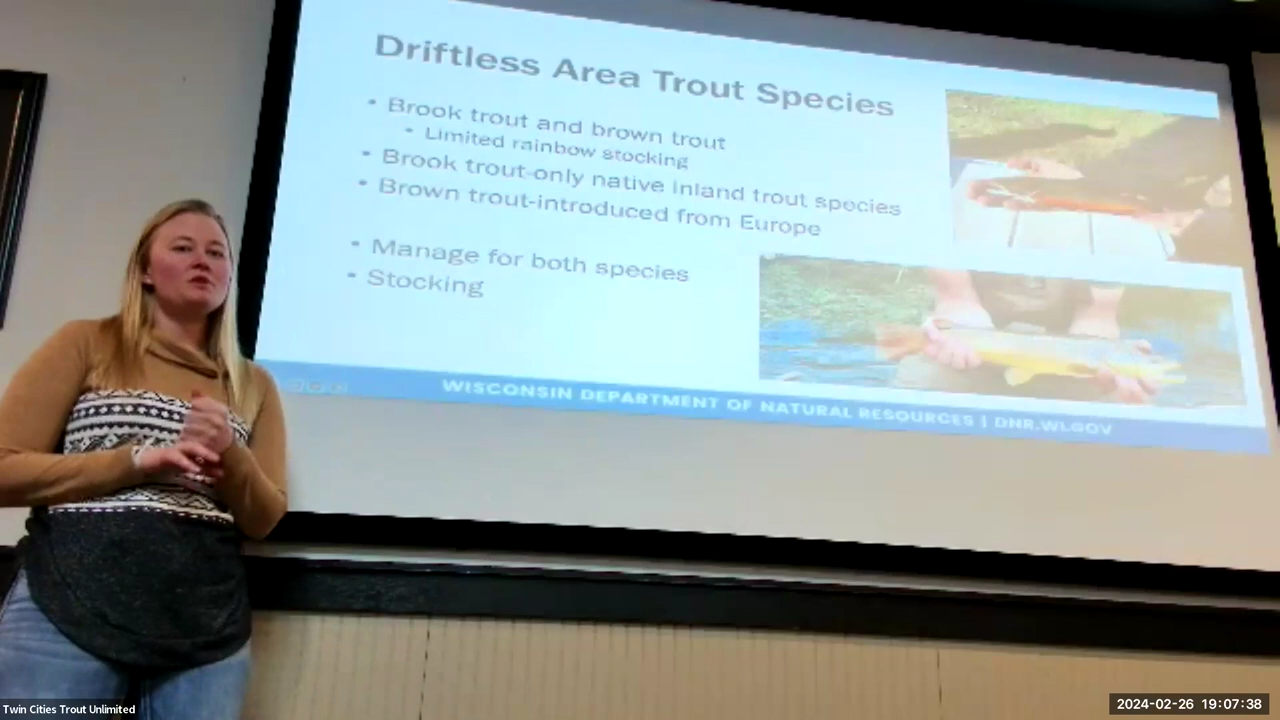 Driftless Area Trout Species
• Brook trout and brown trout
• Limited rainbow stocking
• Brook trout-only native inland trout species
• Brown trout-introduced from Europe
• Manage for both species
• Stocking
WISCONSIN DEPARTMENT OF NATURAL RESOURCES | DNR.WI.GOV
Twin Cities Trout Unlimited
2024-02-26 19:07:38